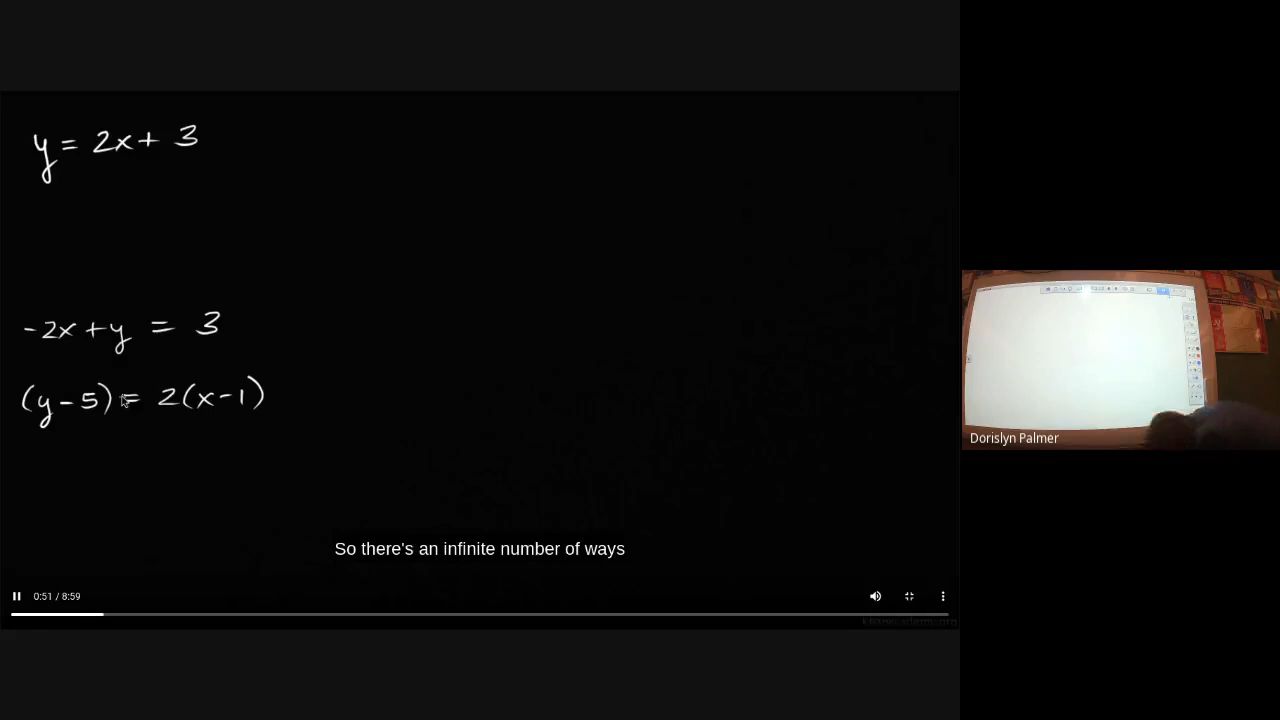 y = 2x + 3
-2x + y = 3
(y - 5) = 2(x - 1)
So there's an infinite number of ways
0:51 / 8:59
Dorislyn Palmer